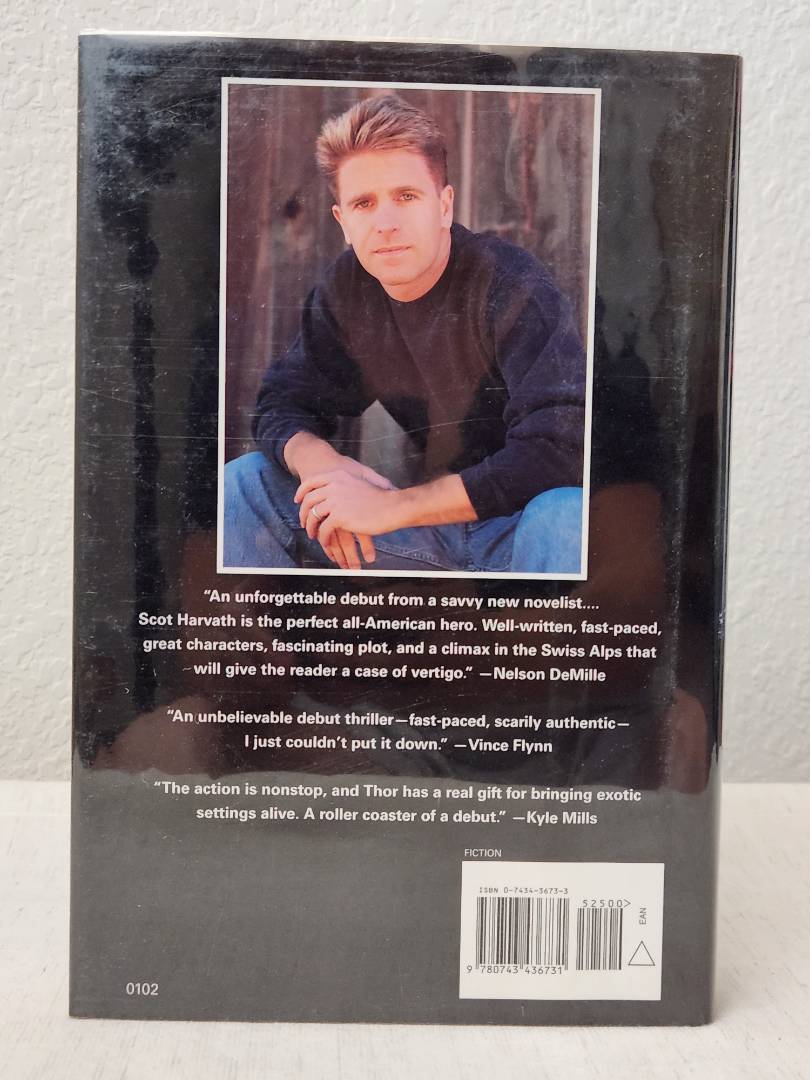 “An unforgettable debut from a savvy new novelist....
Scot Harvath is the perfect all-American hero. Well-written, fast-paced,
great characters, fascinating plot, and a climax in the Swiss Alps that
will give the reader a case of vertigo.” —Nelson DeMille
“An unbelievable debut thriller—fast-paced, scarily authentic—
I just couldn’t put it down.” —Vince Flynn
“The action is nonstop, and Thor has a real gift for bringing exotic
settings alive. A roller coaster of a debut.” —Kyle Mills
FICTION
ISBN 0-7434-3673-3
52500>
EAN
9 780743 436731
0102